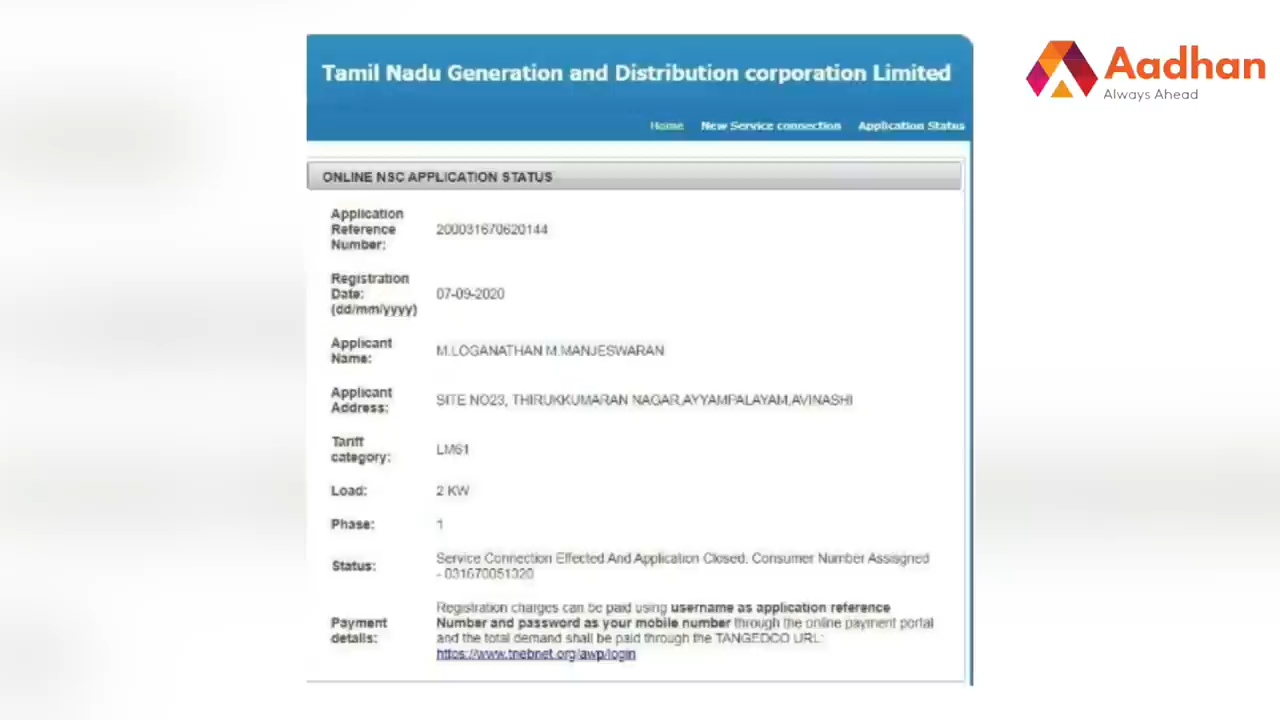 Aadhan
Always Ahead
Tamil Nadu Generation and Distribution corporation Limited
Home New Service connection Application Status
ONLINE NSC APPLICATION STATUS
Application
Reference
Number:
200031670620144
Registration
Date:
(dd/mm/yyyy)
07-09-2020
Applicant
Name:
M.LOGANATHAN M.MANJESWARAN
Applicant
Address:
SITE NO23, THIRUKKUMARAN NAGAR,AYYAMPALAYAM,AVINASHI
Tariff
category:
LM61
Load:
2 KW
Phase:
1
Status:
Service Connection Effected And Application Closed. Consumer Number Assisgned
- 031670051320
Payment
details:
Registration charges can be paid using username as application reference
Number and password as your mobile number through the online payment portal
and the total demand shall be paid through the TANGEDCO URL:
https://www.tnebnet.org/awp/login